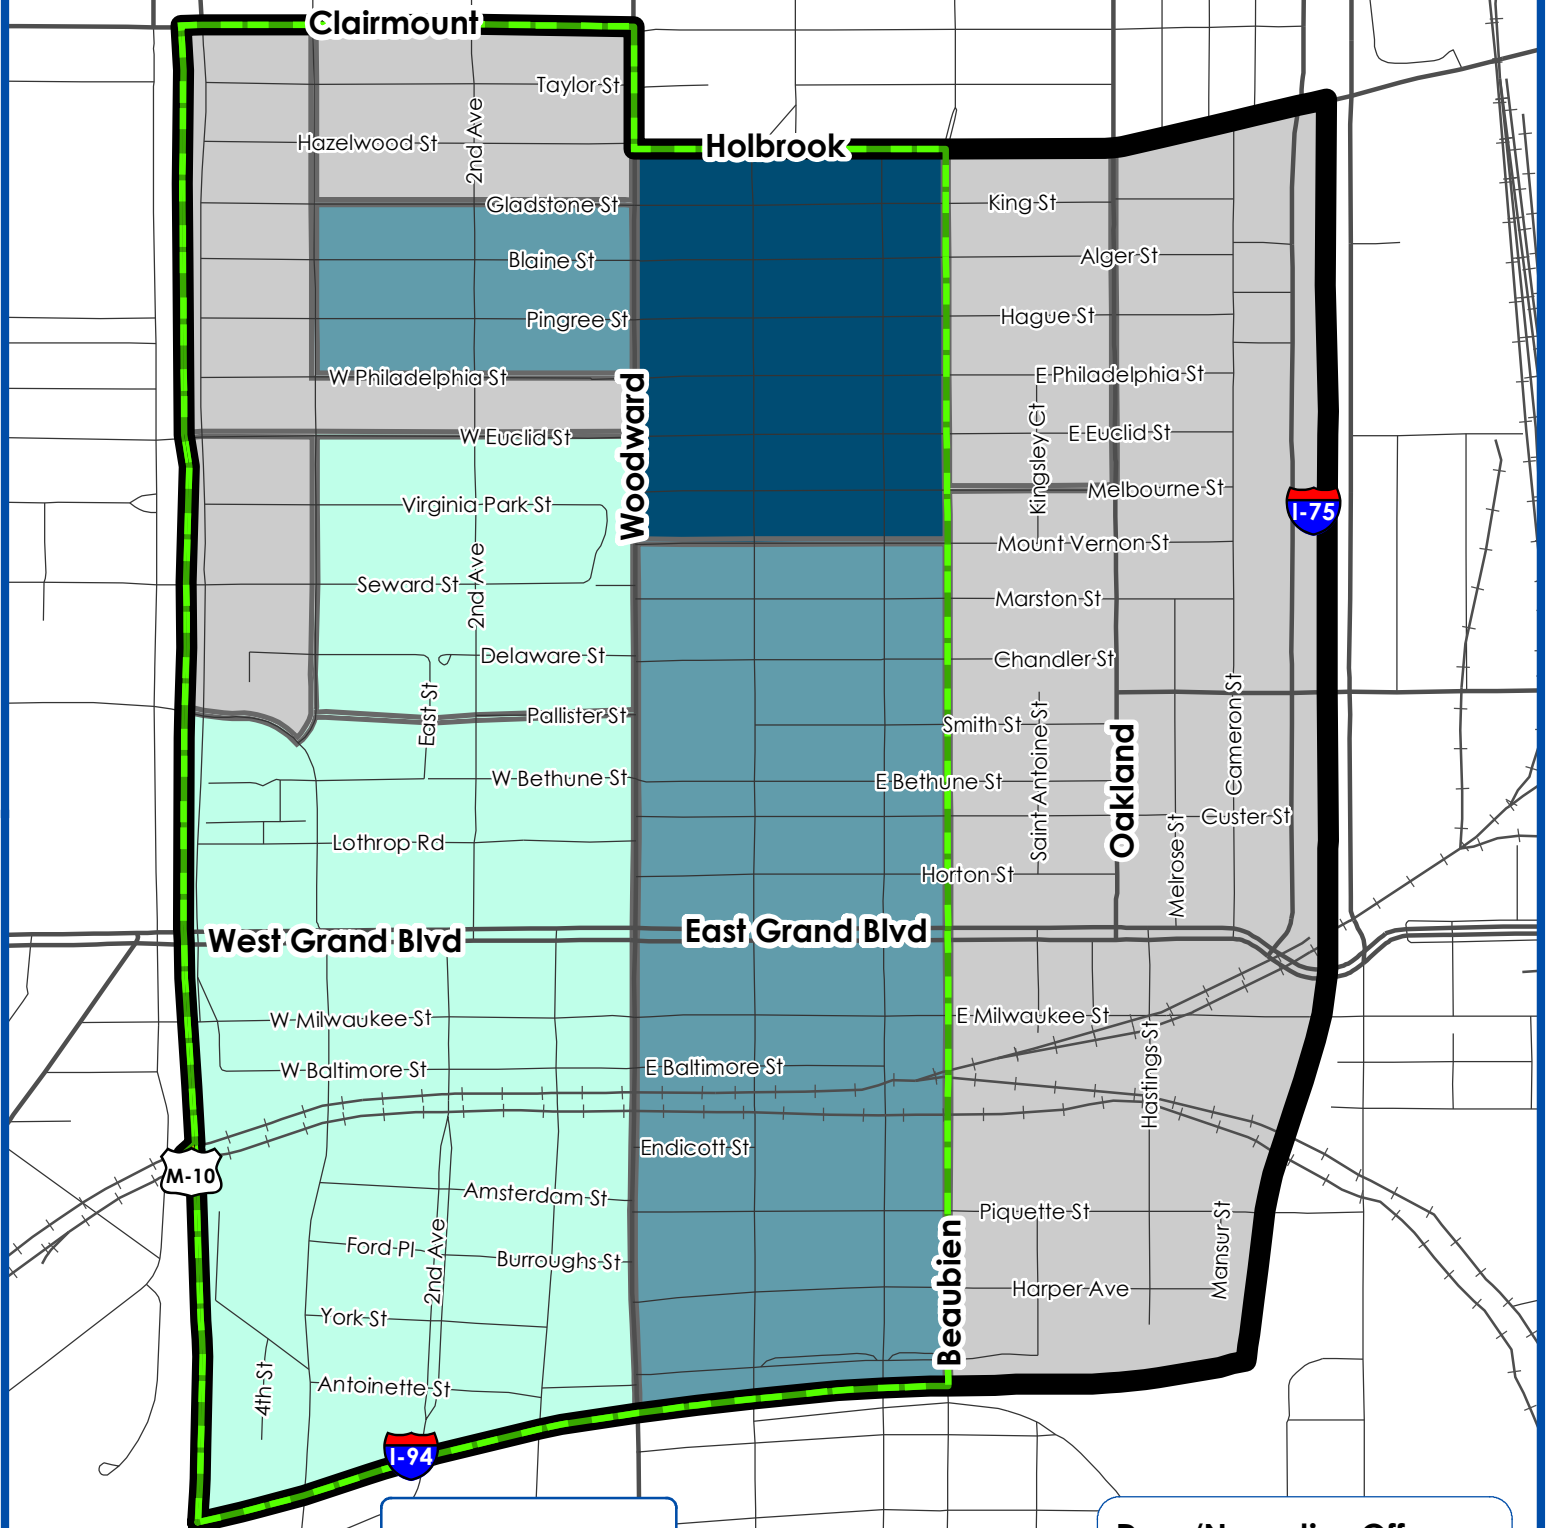 Clairmount
Taylor St
2nd Ave
Hazelwood St
Holbrook
Gladstone St
King St
Blaine St
Alger St
Pingree St
Hague St
W Philadelphia St
E Philadelphia St
Woodward
Kingsley Ct
W Euclid St
E Euclid St
Melbourne St
Virginia Park St
I-75
Mount Vernon St
2nd Ave
Seward St
Marston St
Delaware St
Chandler St
East St
Pallister St
Smith St
Saint Antoine St
Oakland
Cameron St
W Bethune St
E Bethune St
Custer St
Melrose St
Lothrop Rd
Horton St
West Grand Blvd
East Grand Blvd
W Milwaukee St
E Milwaukee St
Hastings St
W Baltimore St
E Baltimore St
Endicott St
M-10
Amsterdam St
Piquette St
Mansur St
2nd Ave
Ford Pl
Burroughs St
Beaubien
Harper Ave
York St
4th St
Antoinette St
I-94